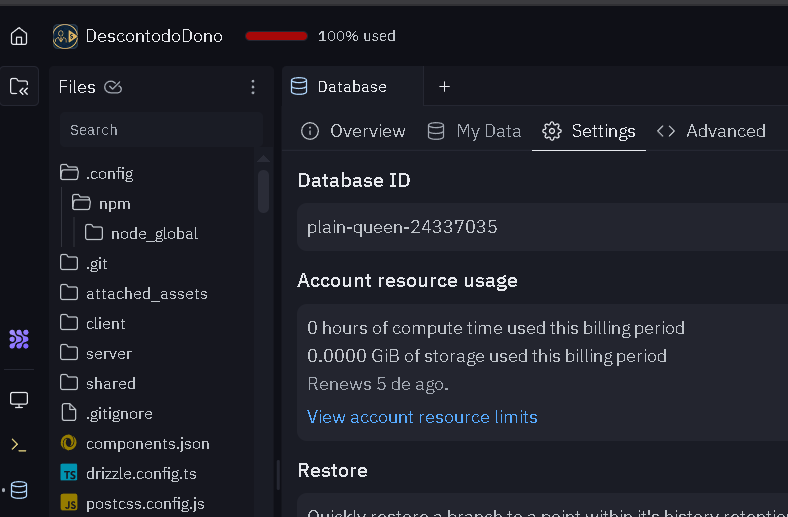 DescontodoDono
100% used
Files
Search
.config
npm
node_global
.git
attached_assets
client
server
shared
.gitignore
components.json
TS drizzle.config.ts
JS postcss.config.js
Database
+
Overview
My Data
Settings
Advanced
Database ID
plain-queen-24337035
Account resource usage
0 hours of compute time used this billing period
0.0000 GiB of storage used this billing period
Renews 5 de ago.
View account resource limits
Restore
Quickly restore a branch to a point within it's history retention